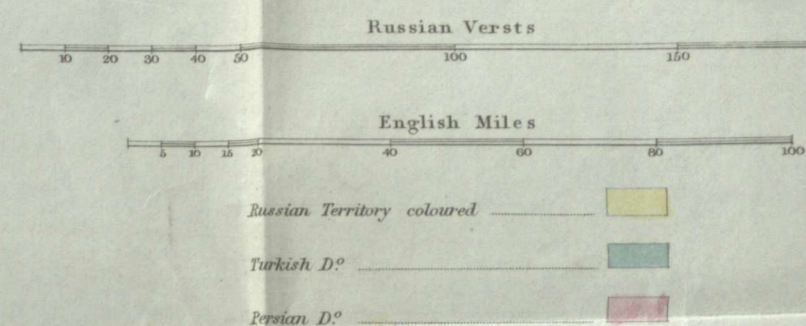 Russian Versts
10 20 30 40 50 100 150
English Miles
5 10 15 20 40 60 80 100
Russian Territory coloured
Turkish D.º
Persian D.º